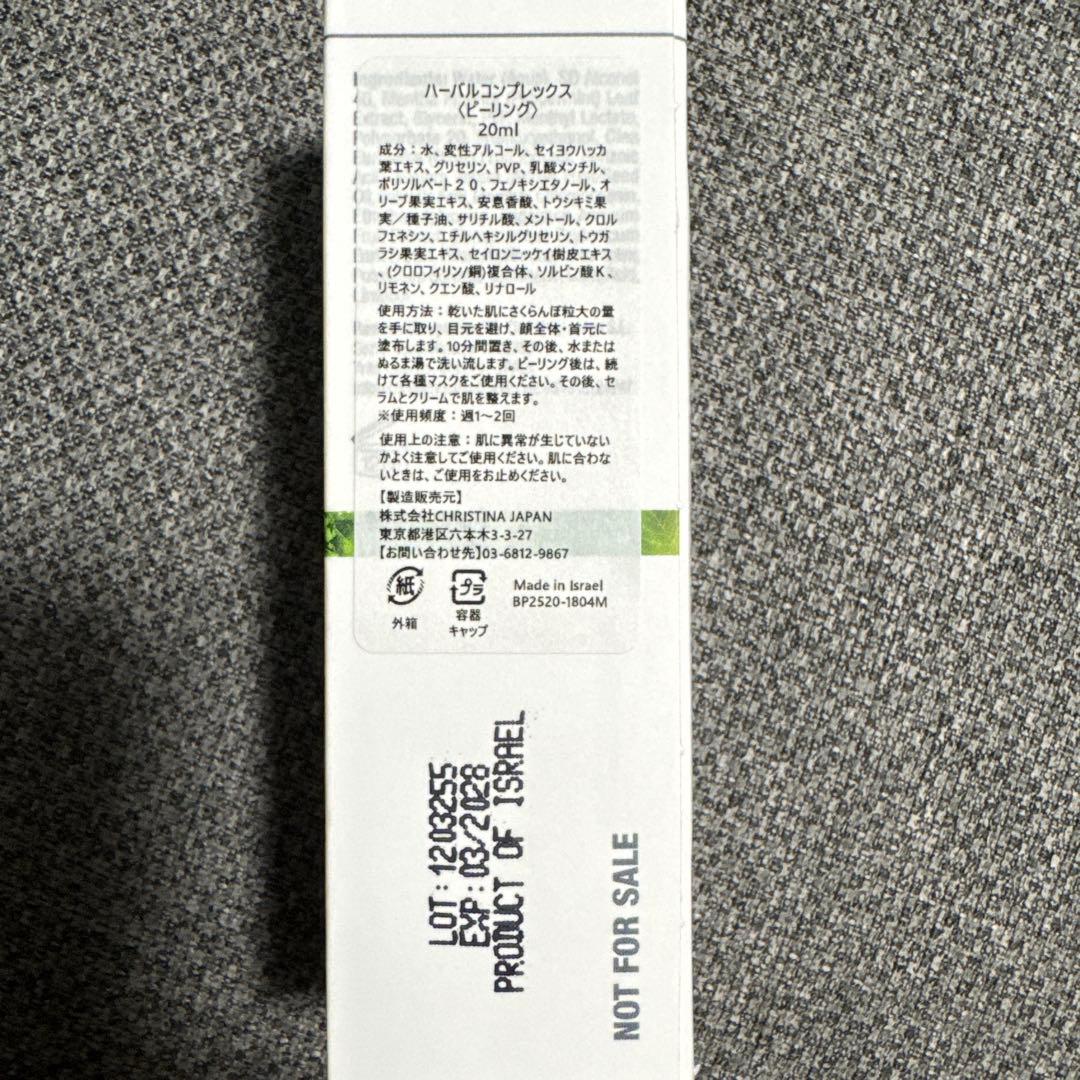 ハーバルコンプレックス
〈ピーリング〉
20ml
成分：水、変性アルコール、セイヨウハッカ
葉エキス、グリセリン、PVP、乳酸メンチル、
ポリソルベート２０、フェノキシエタノール、オ
リーブ果実エキス、安息香酸、トウシキミ果
実／種子油、サリチル酸、メントール、クロル
フェネシン、エチルヘキシルグリセリン、トウガ
ラシ果実エキス、セイロンニッケイ樹皮エキス
、(クロロフィリン/銅)複合体、ソルビン酸Ｋ、
リモネン、クエン酸、リナロール
使用方法：乾いた肌にさくらんぼ粒大の量
を手に取り、目元を避け、顔全体・首元に
塗布します。10分間置き、その後、水または
ぬるま湯で洗い流します。ピーリング後は、続
けて各種マスクをご使用ください。その後、セ
ラムとクリームで肌を整えます。
※使用頻度：週1～2回
使用上の注意：肌に異常が生じていない
かよく注意してご使用ください。肌に合わな
いときは、ご使用をお止めください。
【製造販売元】
株式会社CHRISTINA JAPAN
東京都港区六本木3-3-27
【お問い合わせ先】03-6812-9867
紙
外箱
プラ
容器
キャップ
Made in Israel
BP2520-1804M
LOT: 1203255
EXP: 03/2028
PRODUCT OF ISRAEL
NOT FOR SALE